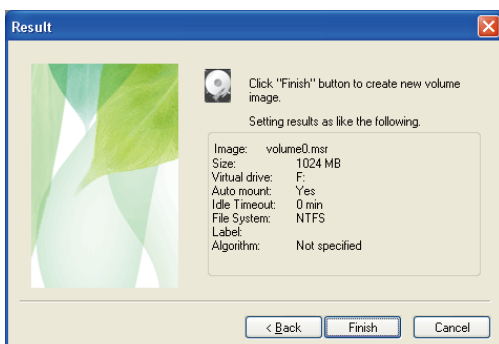 Result
Click "Finish" button to create new volume
image.
Setting results as like the following.
Image: volume0.msr
Size: 1024 MB
Virtual drive: F:
Auto mount: Yes
Idle Timeout: 0 min
File System: NTFS
Label:
Algorithm: Not specified
< Back Finish Cancel